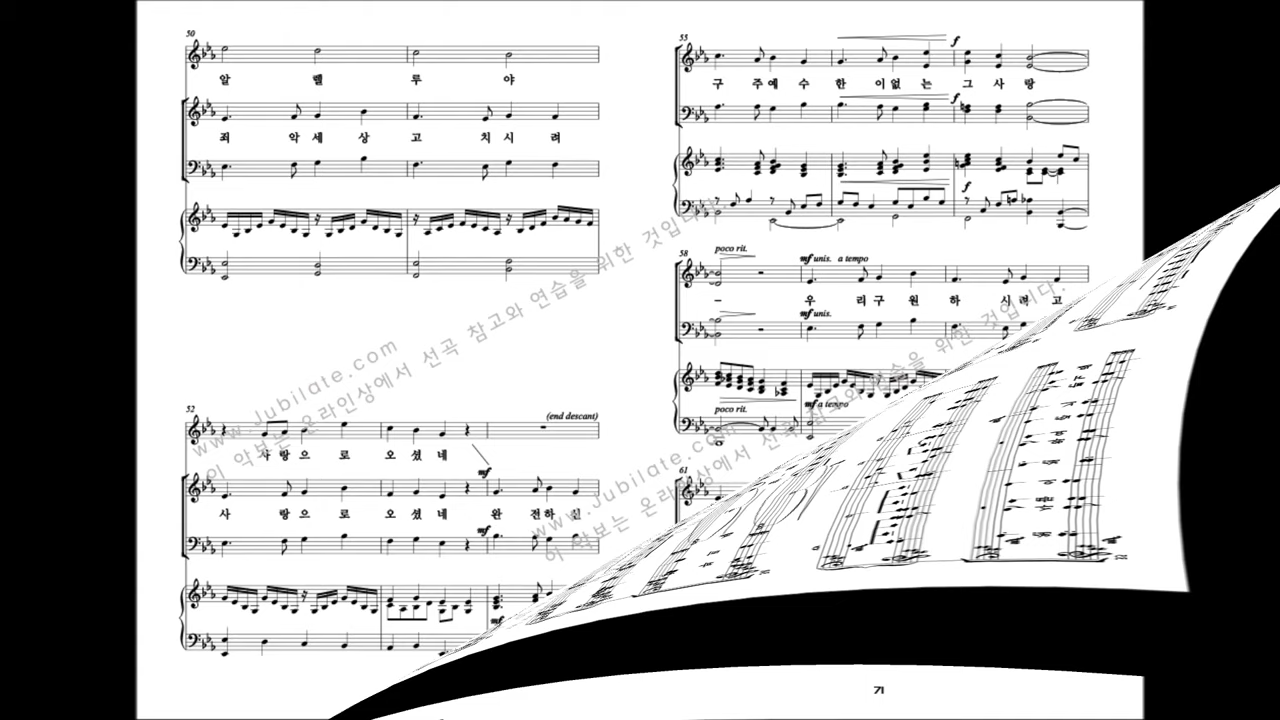 50
알 렐 루 야
죄 악 세 상 고 치 시 려
52
(end descant)
사 랑 으 로 오 셨 네
mf
사 랑 으 로 오 셨 네 완 전 하 신
mf
mf
55
f
구 주 예 수 한 이 없 는 그 사 랑
f
f
58
poco rit.
mf unis. a tempo
우 리 구 원 하 시 려 고
mf unis.
poco rit.
mf a tempo
61
www.jubilate.com
이 악보는 온라인상에서 선곡 참고와 연습을 위한 것입니다.
www.jubilate.com
이 악보는 온라인상에서 선곡 참고와 연습을 위한 것입니다.
71